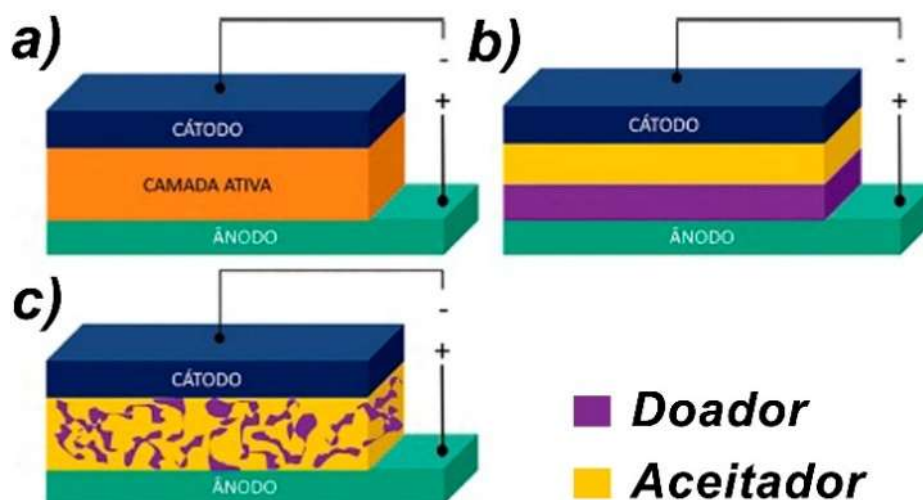 a)
-
+
CÁTODO
CAMADA ATIVA
ÂNODO
b)
-
+
CÁTODO
ÂNODO
c)
-
+
CÁTODO
ÂNODO
Doador
Aceitador